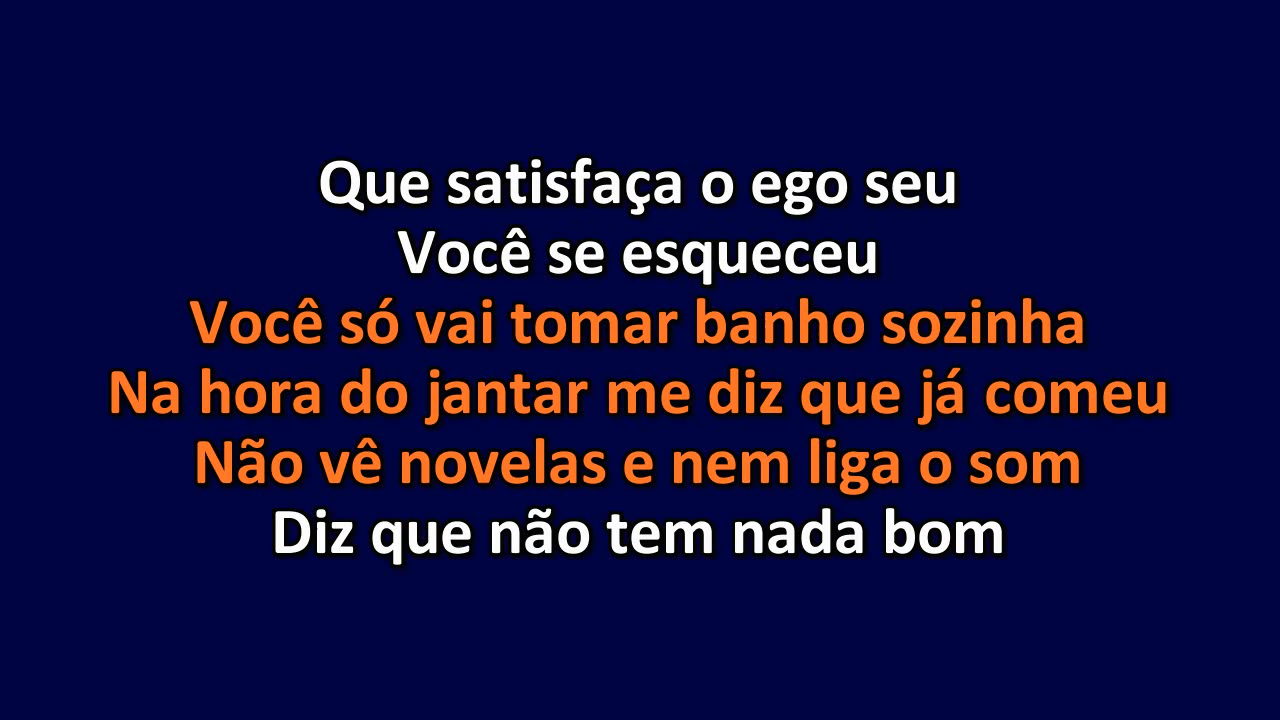 Que satisfaça o ego seu
Você se esqueceu
Você só vai tomar banho sozinha
Na hora do jantar me diz que já comeu
Não vê novelas e nem liga o som
Diz que não tem nada bom